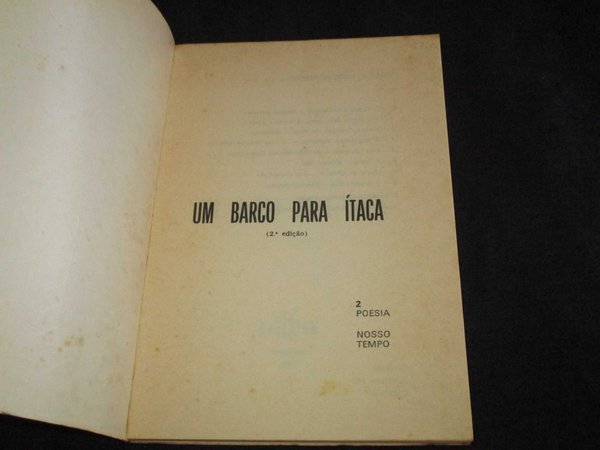 UM BARCO PARA ÍTACA
(2.ª edição)
2
POESIA
NOSSO
TEMPO